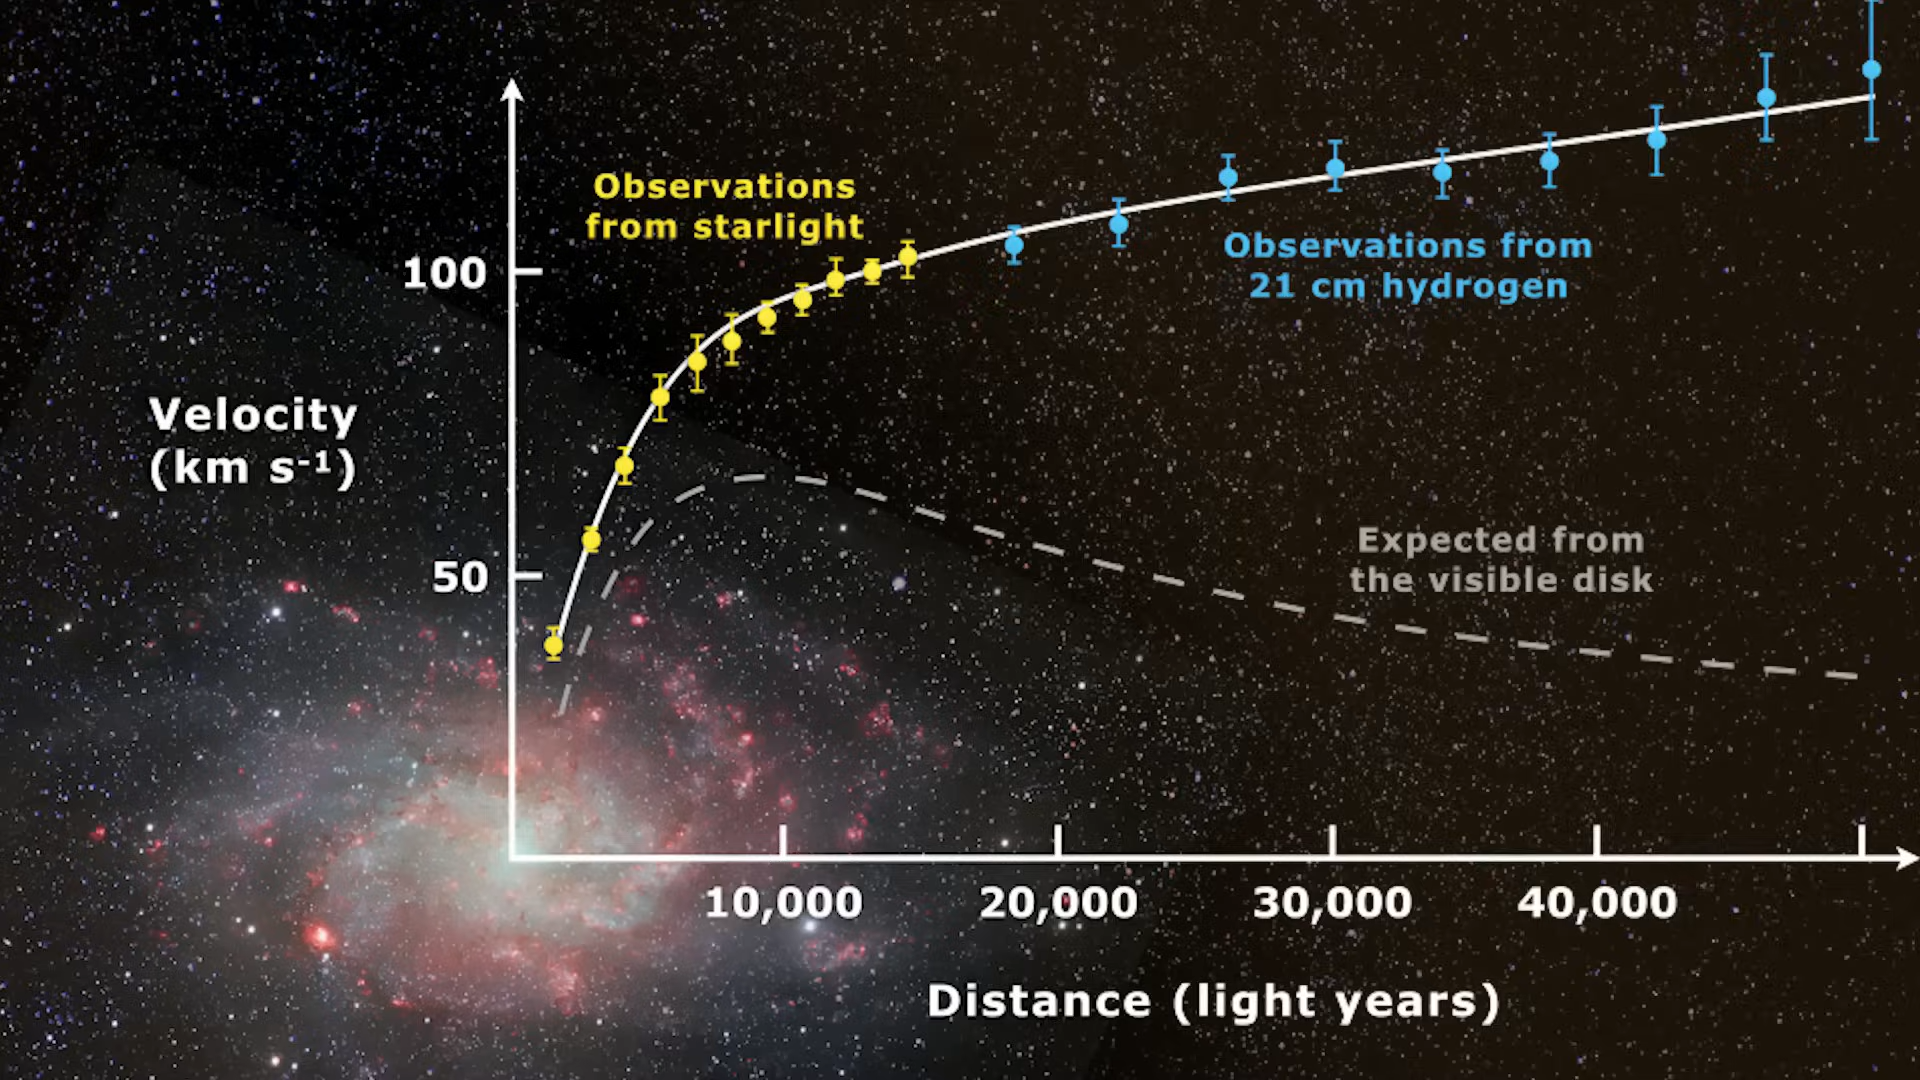 Observations
from starlight
100
Observations from
21 cm hydrogen
Velocity
(km s-1)
Expected from
the visible disk
50
10,000
20,000
30,000
40,000
Distance (light years)